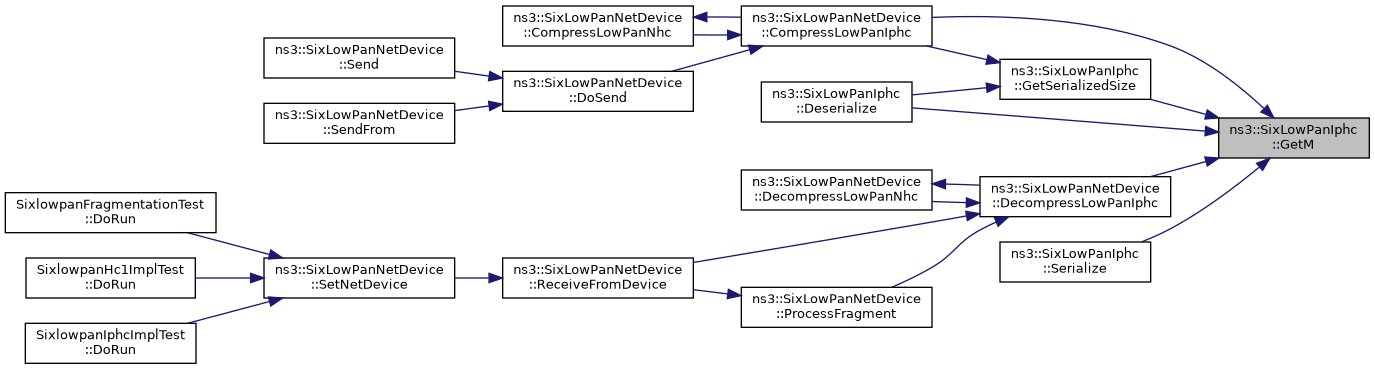 ns3::SixLowPanNetDevice
::CompressLowPanNhc
ns3::SixLowPanNetDevice
::CompressLowPanIphc
ns3::SixLowPanNetDevice
::Send
ns3::SixLowPanNetDevice
::DoSend
ns3::SixLowPanIphc
::GetSerializedSize
ns3::SixLowPanIphc
::Deserialize
ns3::SixLowPanNetDevice
::SendFrom
ns3::SixLowPanIphc
::GetM
ns3::SixLowPanNetDevice
::DecompressLowPanNhc
ns3::SixLowPanNetDevice
::DecompressLowPanIphc
SixlowpanFragmentationTest
::DoRun
ns3::SixLowPanIphc
::Serialize
SixlowpanHc1ImplTest
::DoRun
ns3::SixLowPanNetDevice
::SetNetDevice
ns3::SixLowPanNetDevice
::ReceiveFromDevice
ns3::SixLowPanNetDevice
::ProcessFragment
SixlowpanIphcImplTest
::DoRun